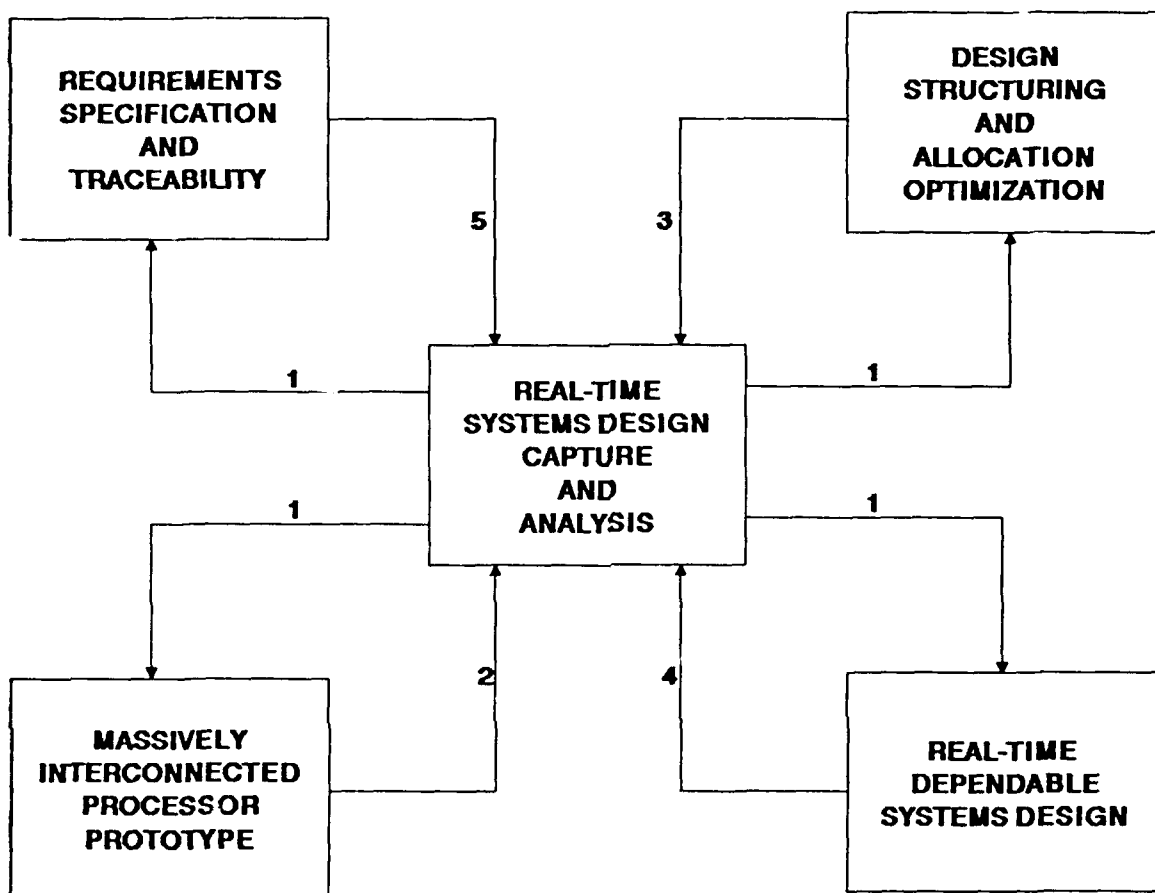 REQUIREMENTS
SPECIFICATION
AND
TRACEABILITY
DESIGN
STRUCTURING
AND
ALLOCATION
OPTIMIZATION
5
3
1
1
REAL-TIME
SYSTEMS DESIGN
CAPTURE
AND
ANALYSIS
1
1
2
4
MASSIVELY
INTERCONNECTED
PROCESSOR
PROTOTYPE
REAL-TIME
DEPENDABLE
SYSTEMS DESIGN